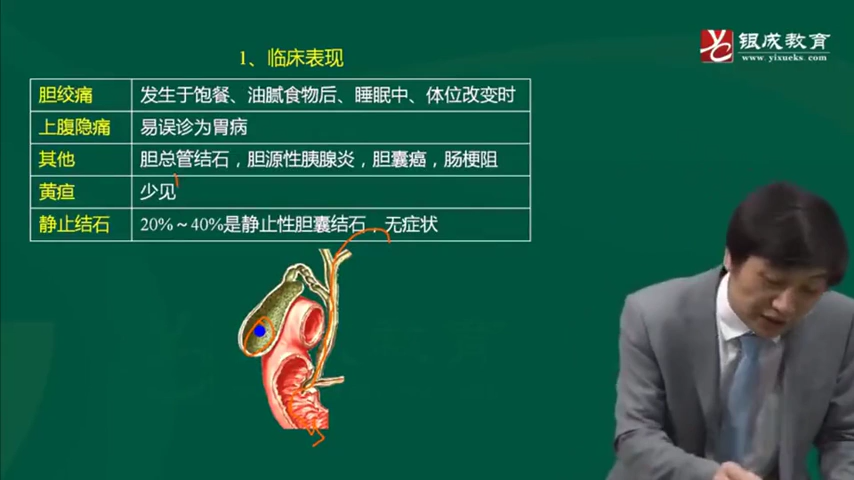 1、临床表现
银成教育
www.yixueks.com
胆绞痛 发生于饱餐、油腻食物后、睡眠中、体位改变时
上腹隐痛 易误诊为胃病
其他 胆总管结石，胆源性胰腺炎，胆囊癌，肠梗阻
黄疸 少见
静止结石 20%～40%是静止性胆囊结石，无症状